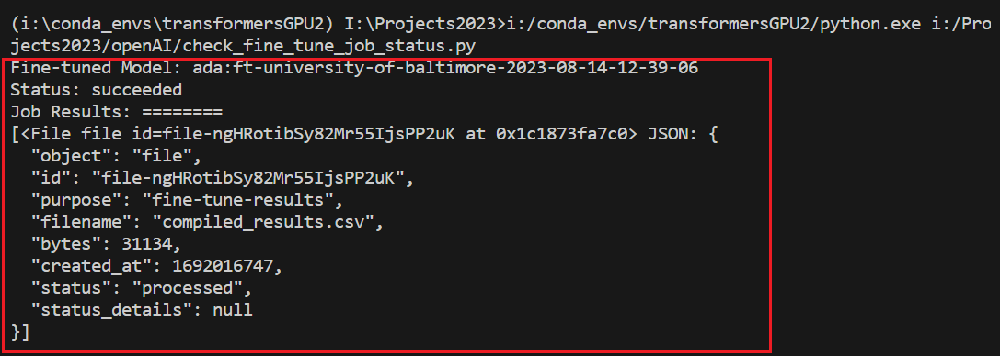 (i:\conda_envs\transformersGPU2) I:\Projects2023>i:/conda_envs/transformersGPU2/python.exe i:/Pro
jects2023/openAI/check_fine_tune_job_status.py
Fine-tuned Model: ada:ft-university-of-baltimore-2023-08-14-12-39-06
Status: succeeded
Job Results: ========
[<File file id=file-ngHRotibSy82Mr55IjsPP2uK at 0x1c1873fa7c0> JSON: {
  "object": "file",
  "id": "file-ngHRotibSy82Mr55IjsPP2uK",
  "purpose": "fine-tune-results",
  "filename": "compiled_results.csv",
  "bytes": 31134,
  "created_at": 1692016747,
  "status": "processed",
  "status_details": null
}]